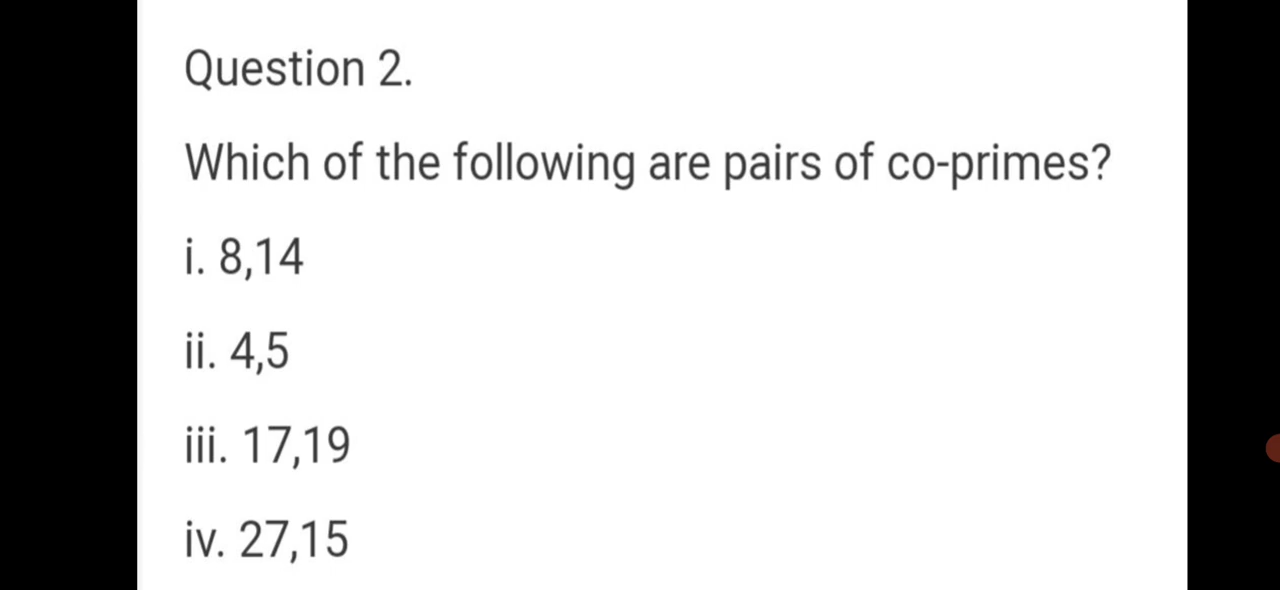 Question 2.
Which of the following are pairs of co-primes?
i. 8,14
ii. 4,5
iii. 17,19
iv. 27,15